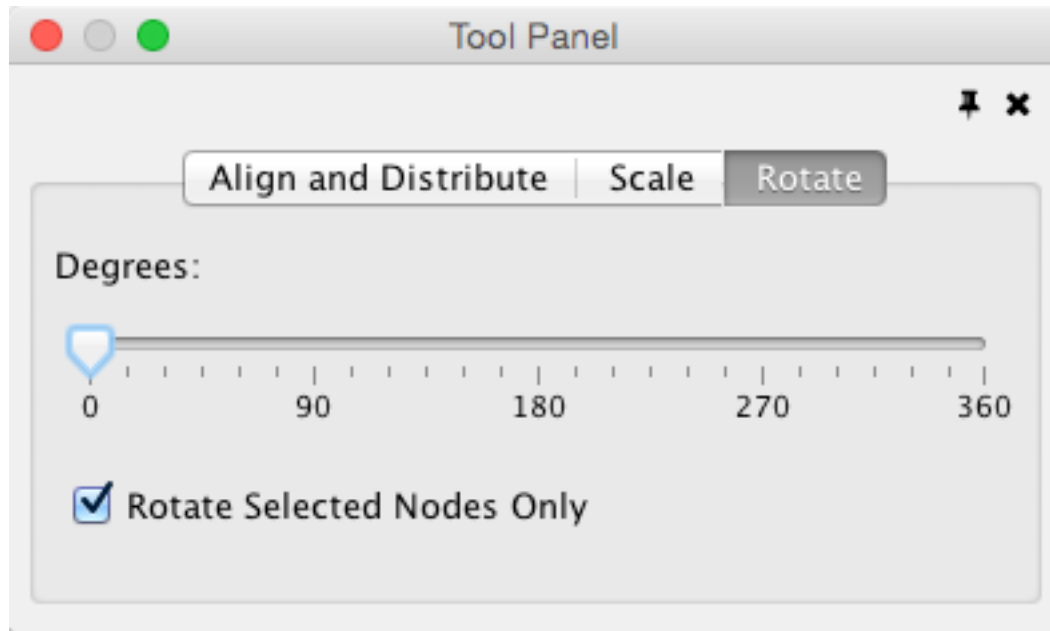 Tool Panel
Align and Distribute Scale Rotate
Degrees:
0 90 180 270 360
Rotate Selected Nodes Only